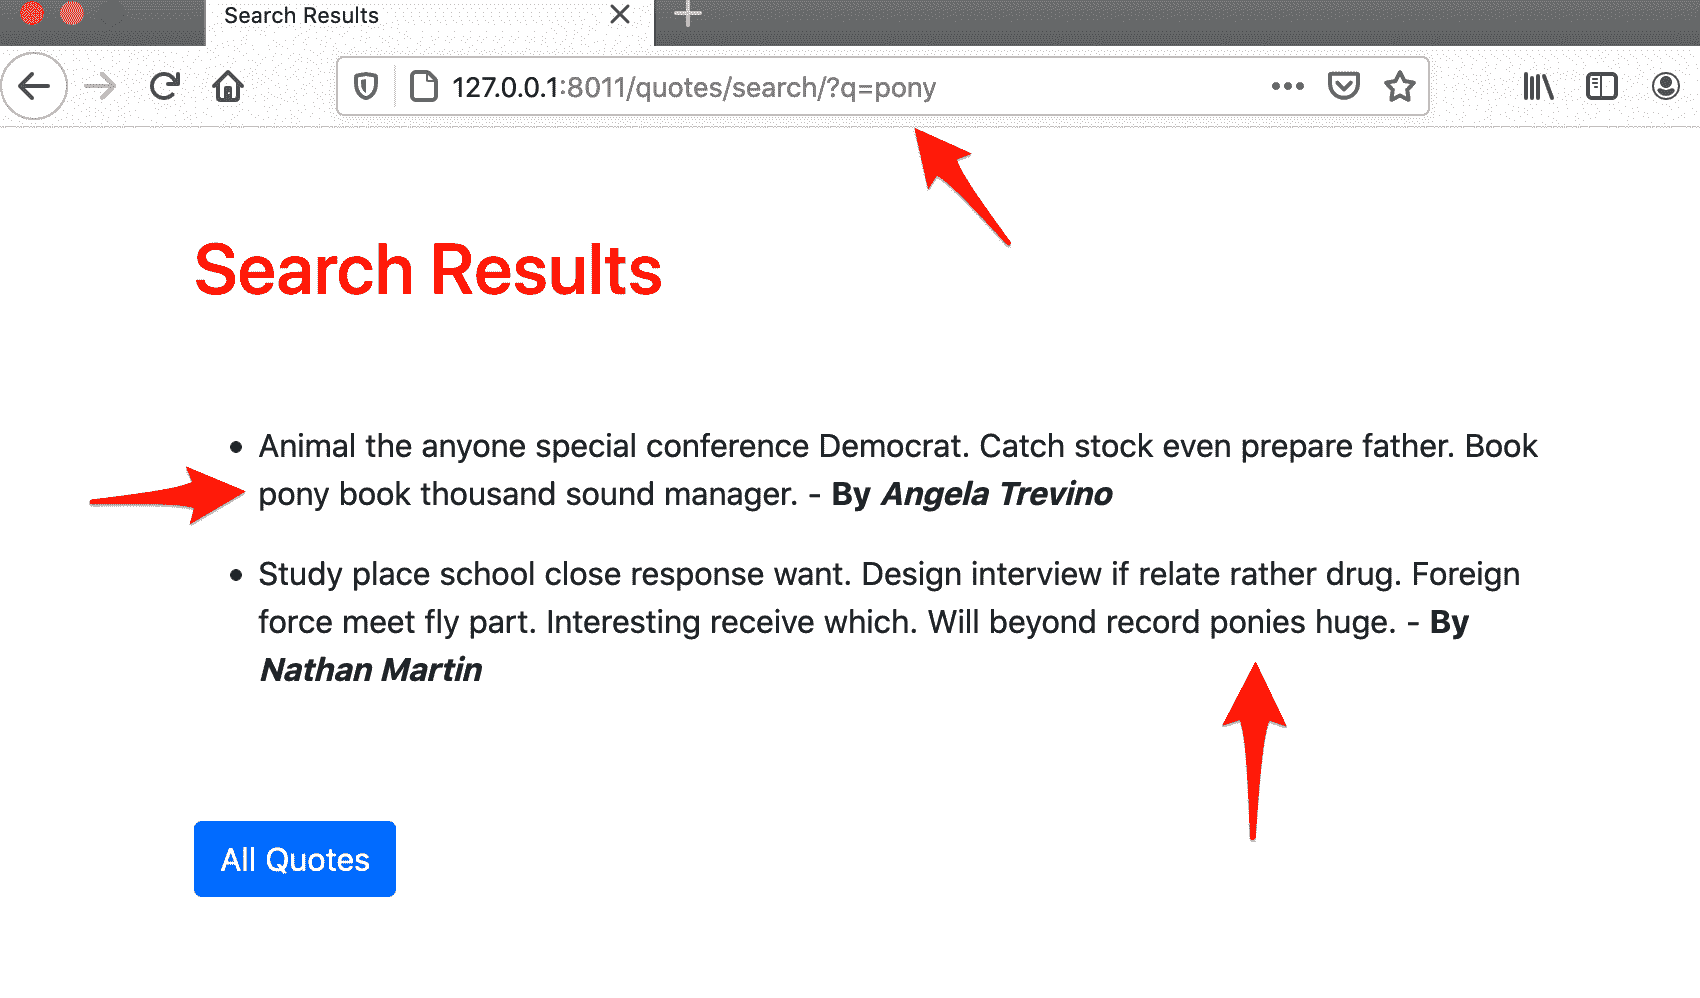 Search Results
127.0.0.1:8011/quotes/search/?q=pony
Search Results
Animal the anyone special conference Democrat. Catch stock even prepare father. Book
pony book thousand sound manager. - By Angela Trevino
Study place school close response want. Design interview if relate rather drug. Foreign
force meet fly part. Interesting receive which. Will beyond record ponies huge. - By
Nathan Martin
All Quotes